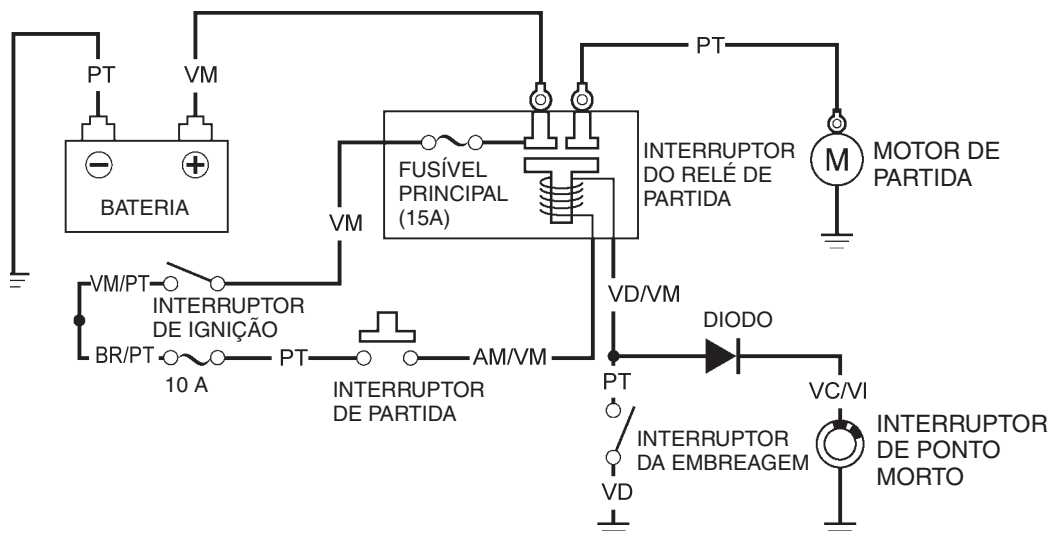 PT
VM
PT
BATERIA
FUSÍVEL
PRINCIPAL
(15A)
INTERRUPTOR
DO RELÉ DE
PARTIDA
M
MOTOR DE
PARTIDA
VM
VM/PT
INTERRUPTOR
DE IGNIÇÃO
VD/VM
DIODO
BR/PT
10 A
PT
INTERRUPTOR
DE PARTIDA
AM/VM
PT
VC/VI
INTERRUPTOR
DA EMBREAGEM
INTERRUPTOR
DE PONTO
MORTO
VD